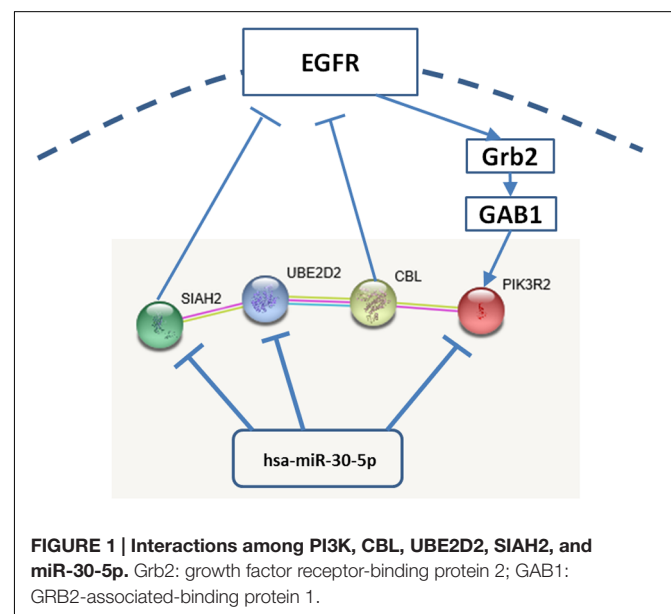 EGFR
Grb2
GAB1
SIAH2
UBE2D2
CBL
PIK3R2
hsa-miR-30-5p
FIGURE 1 | Interactions among PI3K, CBL, UBE2D2, SIAH2, and
miR-30-5p. Grb2: growth factor receptor-binding protein 2; GAB1:
GRB2-associated-binding protein 1.